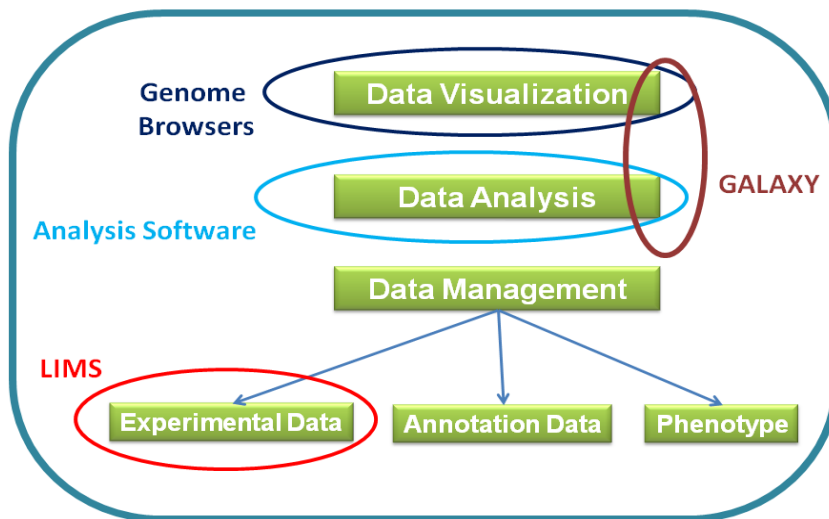 Data Visualization
Genome
Browsers
Data Analysis
GALAXY
Analysis Software
Data Management
LIMS
Experimental Data
Annotation Data
Phenotype